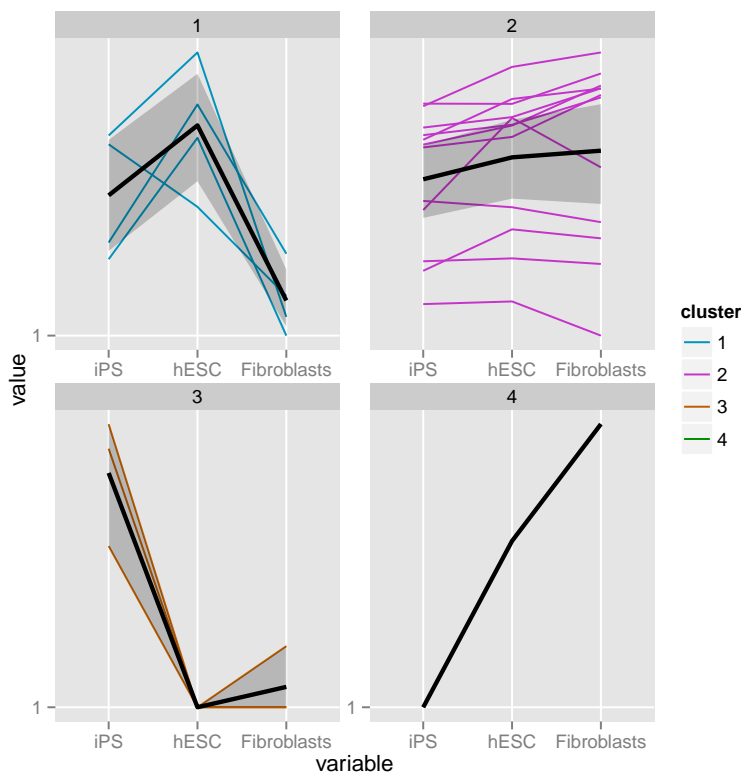 1 2
1
iPS hESC Fibroblasts iPS hESC Fibroblasts
value
3 4
1 1
iPS hESC Fibroblasts iPS hESC Fibroblasts
variable
cluster
1
2
3
4